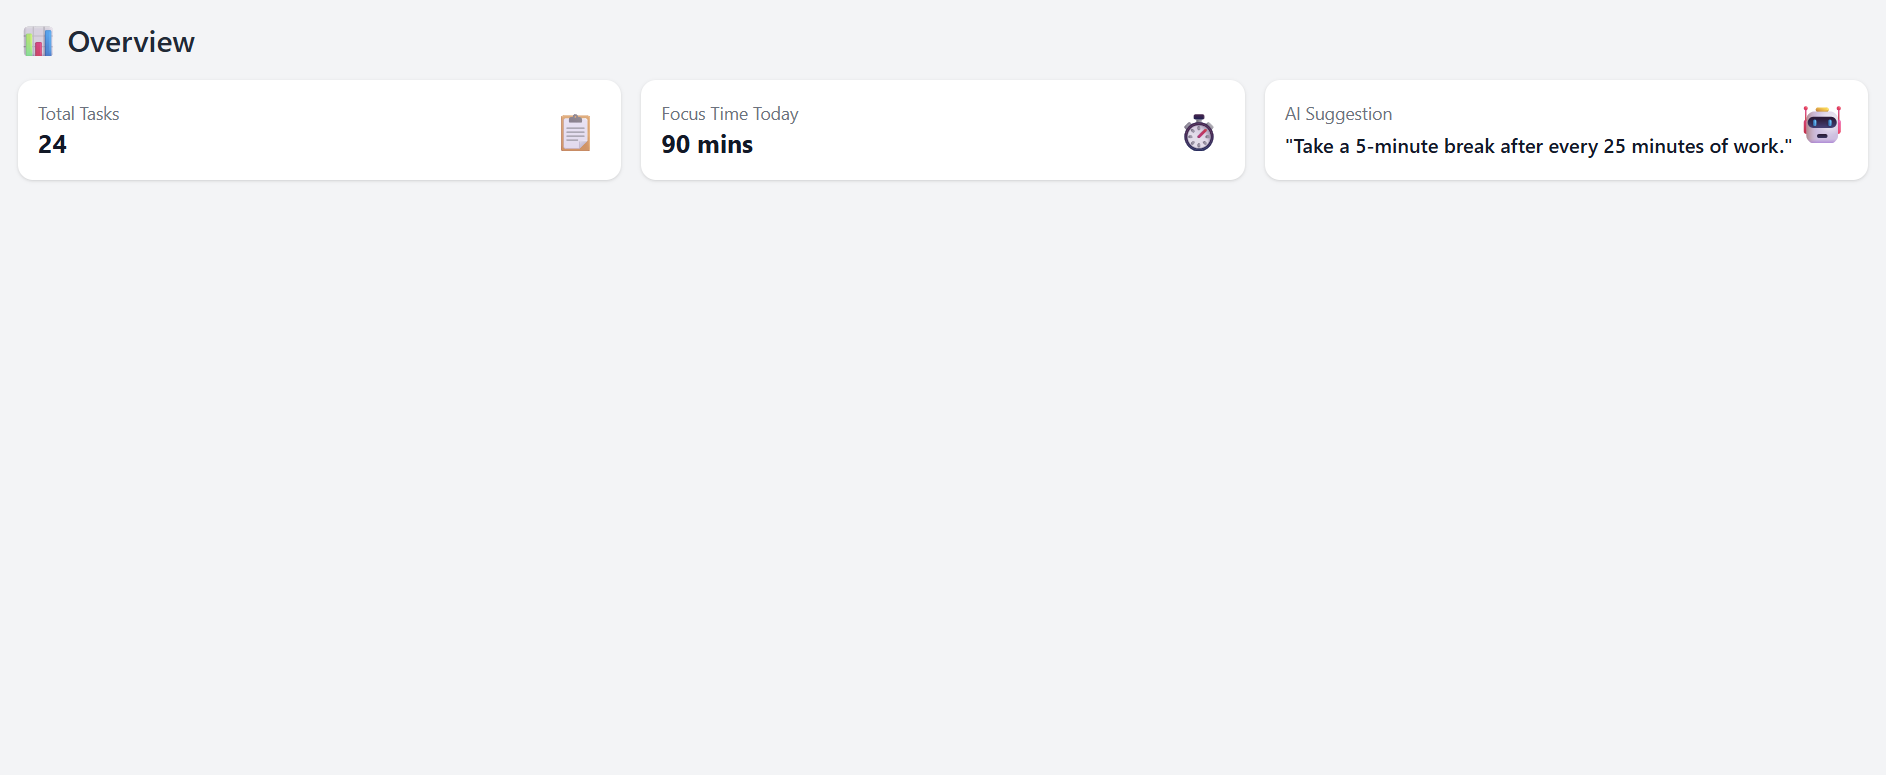 Overview
Total Tasks
24
Focus Time Today
90 mins
AI Suggestion
"Take a 5-minute break after every 25 minutes of work."